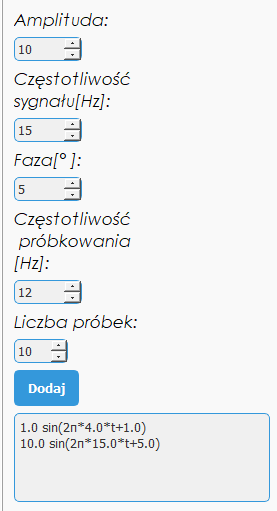 Amplituda:
10
Częstotliwość
sygnału[Hz]:
15
Faza[° ]:
5
Częstotliwość
próbkowania
[Hz]:
12
Liczba próbek:
10
Dodaj
1.0 sin(2π*4.0*t+1.0)
10.0 sin(2π*15.0*t+5.0)